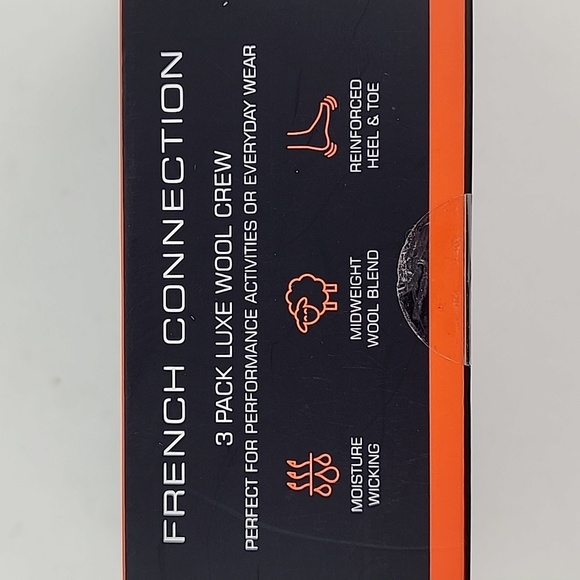 FRENCH CONNECTION
3 PACK LUXE WOOL CREW
PERFECT FOR PERFORMANCE ACTIVITIES OR EVERYDAY WEAR
MOISTURE
WICKING
MIDWEIGHT
WOOL BLEND
REINFORCED
HEEL & TOE